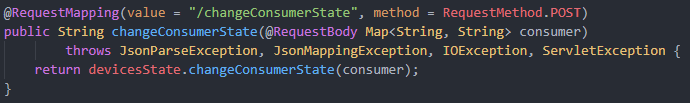 @RequestMapping(value = "/changeConsumerState", method = RequestMethod.POST)
public String changeConsumerState(@RequestBody Map<String, String> consumer)
        throws JsonParseException, JsonMappingException, IOException, ServletException {
    return devicesState.changeConsumerState(consumer);
}